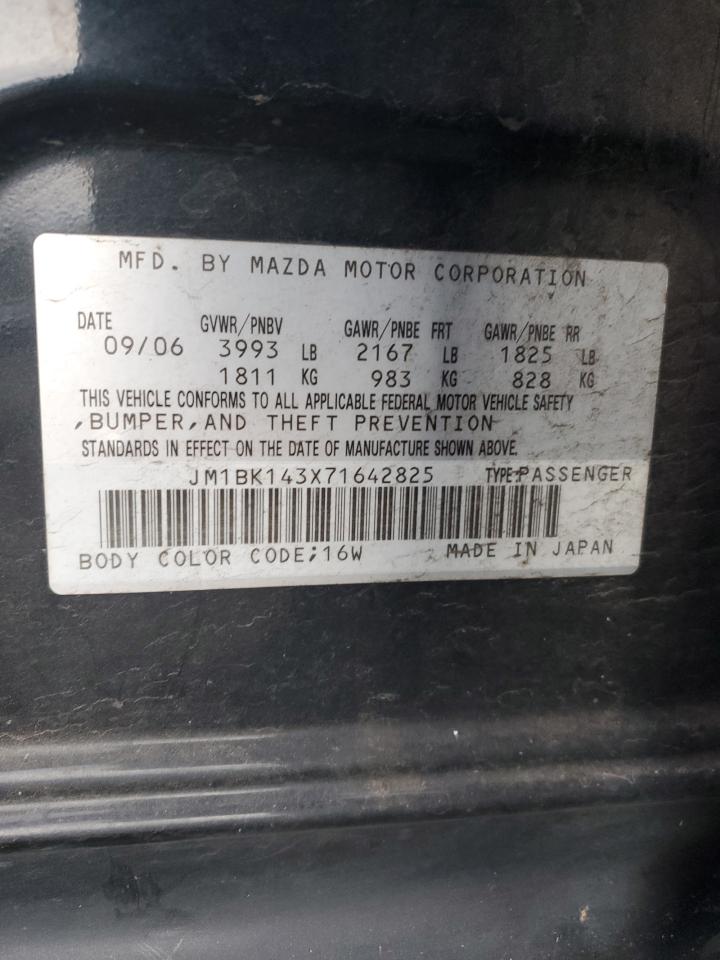 MFD. BY MAZDA MOTOR CORPORATION
DATE GVWR/PNBV GAWR/PNBE FRT GAWR/PNBE RR
09/06 3993 LB 2167 LB 1825 LB
1811 KG 983 KG 828 KG
THIS VEHICLE CONFORMS TO ALL APPLICABLE FEDERAL MOTOR VEHICLE SAFETY
,BUMPER,AND THEFT PREVENTION
STANDARDS IN EFFECT ON THE DATE OF MANUFACTURE SHOWN ABOVE.
JM1BK143X71642825 TYPE:PASSENGER
BODY COLOR CODE;16W MADE IN JAPAN